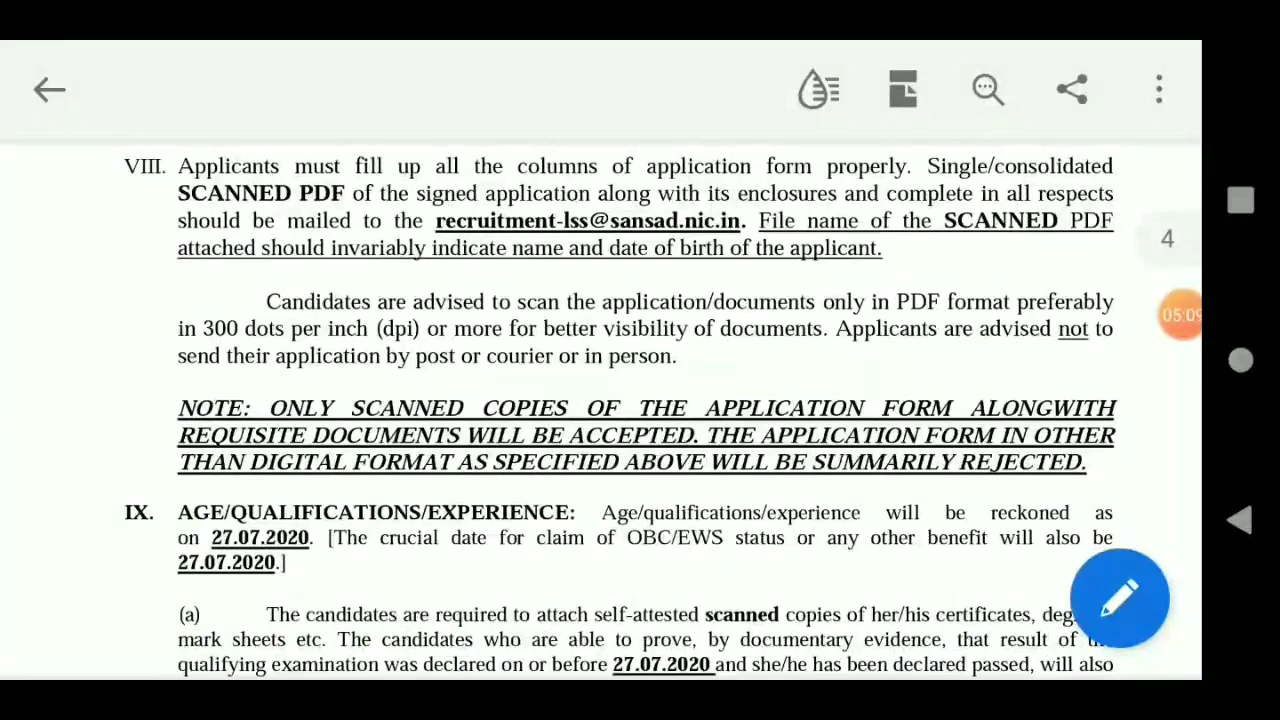 VIII. Applicants must fill up all the columns of application form properly. Single/consolidated
SCANNED PDF of the signed application along with its enclosures and complete in all respects
should be mailed to the recruitment-lss@sansad.nic.in. File name of the SCANNED PDF
attached should invariably indicate name and date of birth of the applicant.
4
05:09
Candidates are advised to scan the application/documents only in PDF format preferably
in 300 dots per inch (dpi) or more for better visibility of documents. Applicants are advised not to
send their application by post or courier or in person.
NOTE: ONLY SCANNED COPIES OF THE APPLICATION FORM ALONGWITH
REQUISITE DOCUMENTS WILL BE ACCEPTED. THE APPLICATION FORM IN OTHER
THAN DIGITAL FORMAT AS SPECIFIED ABOVE WILL BE SUMMARILY REJECTED.
IX. AGE/QUALIFICATIONS/EXPERIENCE: Age/qualifications/experience will be reckoned as
on 27.07.2020. [The crucial date for claim of OBC/EWS status or any other benefit will also be
27.07.2020.]
(a) The candidates are required to attach self-attested scanned copies of her/his certificates,
mark sheets etc. The candidates who are able to prove, by documentary evidence, that result of
qualifying examination was declared on or before 27.07.2020 and she/he has been declared passed, will also